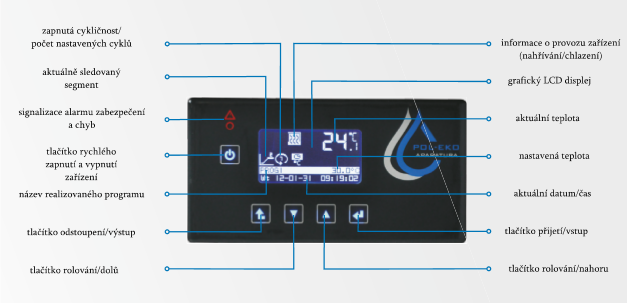 zapnutá cykličnost/
počet nastavených cyklů
aktuálně sledovaný
segment
signalizace alarmu zabezpečení
a chyb
tlačítko rychlého
zapnutí a vypnutí
zařízení
název realizovaného programu
tlačítko odstoupení/výstup
tlačítko rolování/dolů
informace o provozu zařízení
(nahřívání/chlazení)
grafický LCD displej
aktuální teplota
nastavená teplota
aktuální datum/čas
tlačítko přijetí/vstup
tlačítko rolování/nahoru
POL-EKO
APARATURA
30.0°C
12-01-31 09:19:02